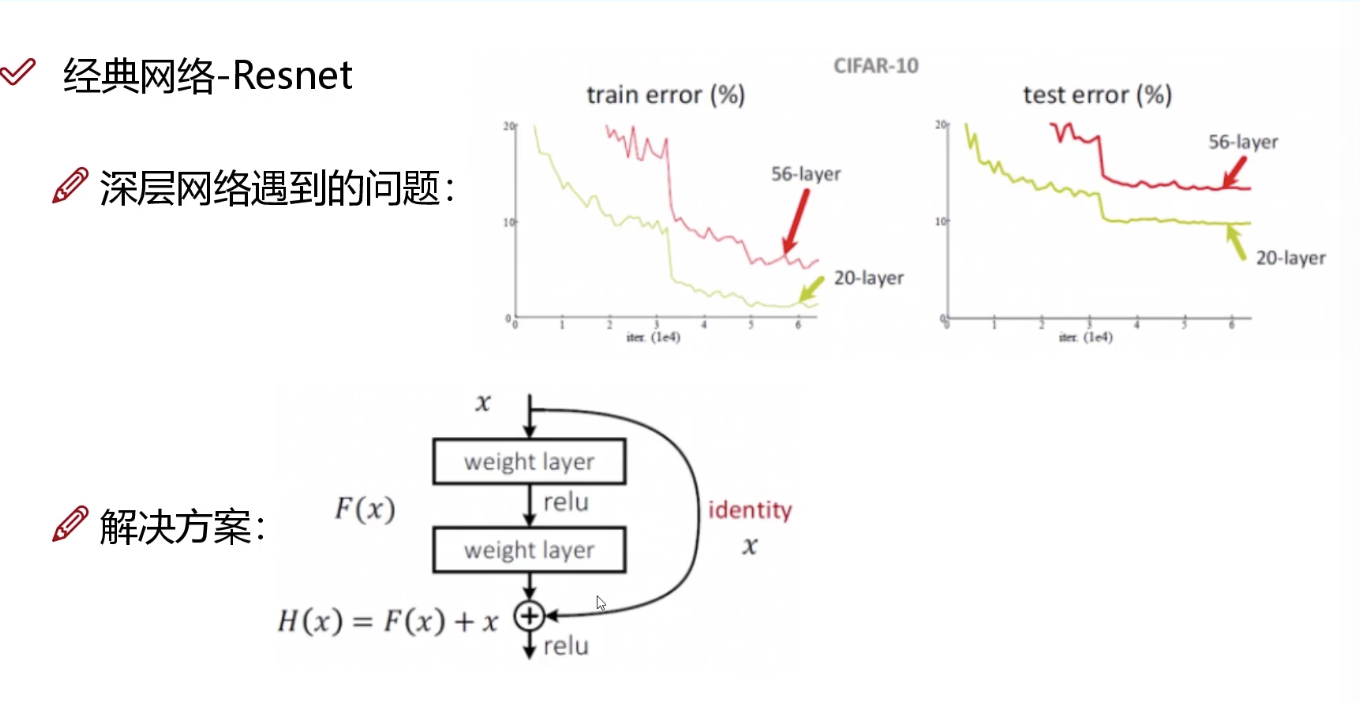 经典网络-Resnet
CIFAR-10
train error (%)
test error (%)
20
10
0
0 1 2 3 4 5 6
iter. (1e4)
56-layer
20-layer
20
10
0
0 1 2 3 4 5 6
iter. (1e4)
56-layer
20-layer
深层网络遇到的问题：
解决方案：
x
weight layer
F(x)
relu
identity
x
weight layer
H(x) = F(x) + x
+
relu